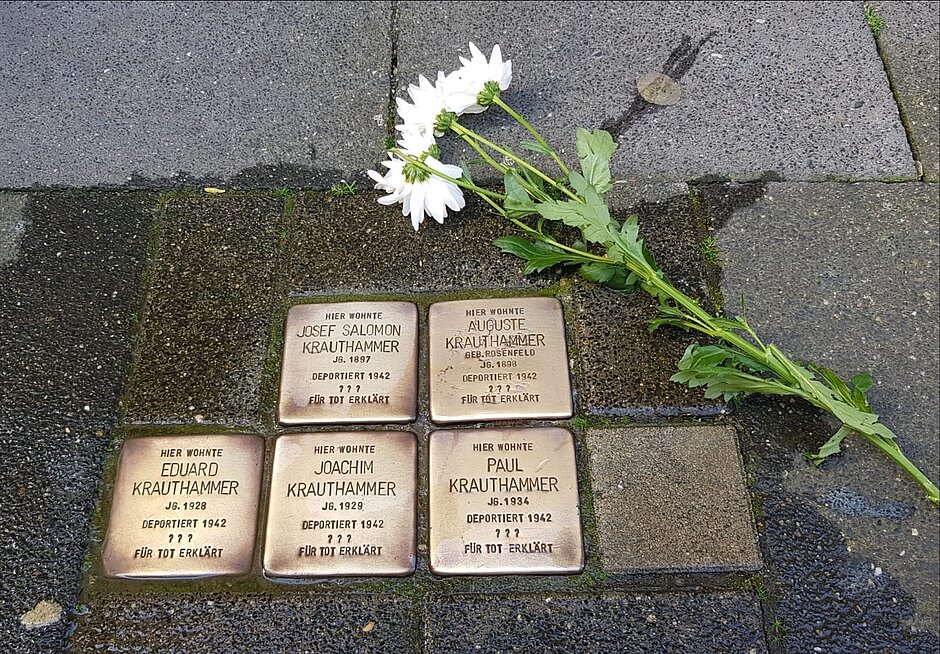 HIER WOHNTE
JOSEF SALOMON
KRAUTHAMMER
JG. 1897
DEPORTIERT 1942
? ? ?
FÜR TOT ERKLÄRT
HIER WOHNTE
AUGUSTE
KRAUTHAMMER
GEB. ROSENFELD
JG. 1898
DEPORTIERT 1942
? ? ?
FÜR TOT ERKLÄRT
HIER WOHNTE
EDUARD
KRAUTHAMMER
JG. 1928
DEPORTIERT 1942
? ? ?
FÜR TOT ERKLÄRT
HIER WOHNTE
JOACHIM
KRAUTHAMMER
JG. 1929
DEPORTIERT 1942
? ? ?
FÜR TOT ERKLÄRT
HIER WOHNTE
PAUL
KRAUTHAMMER
JG. 1934
DEPORTIERT 1942
? ? ?
FÜR TOT ERKLÄRT